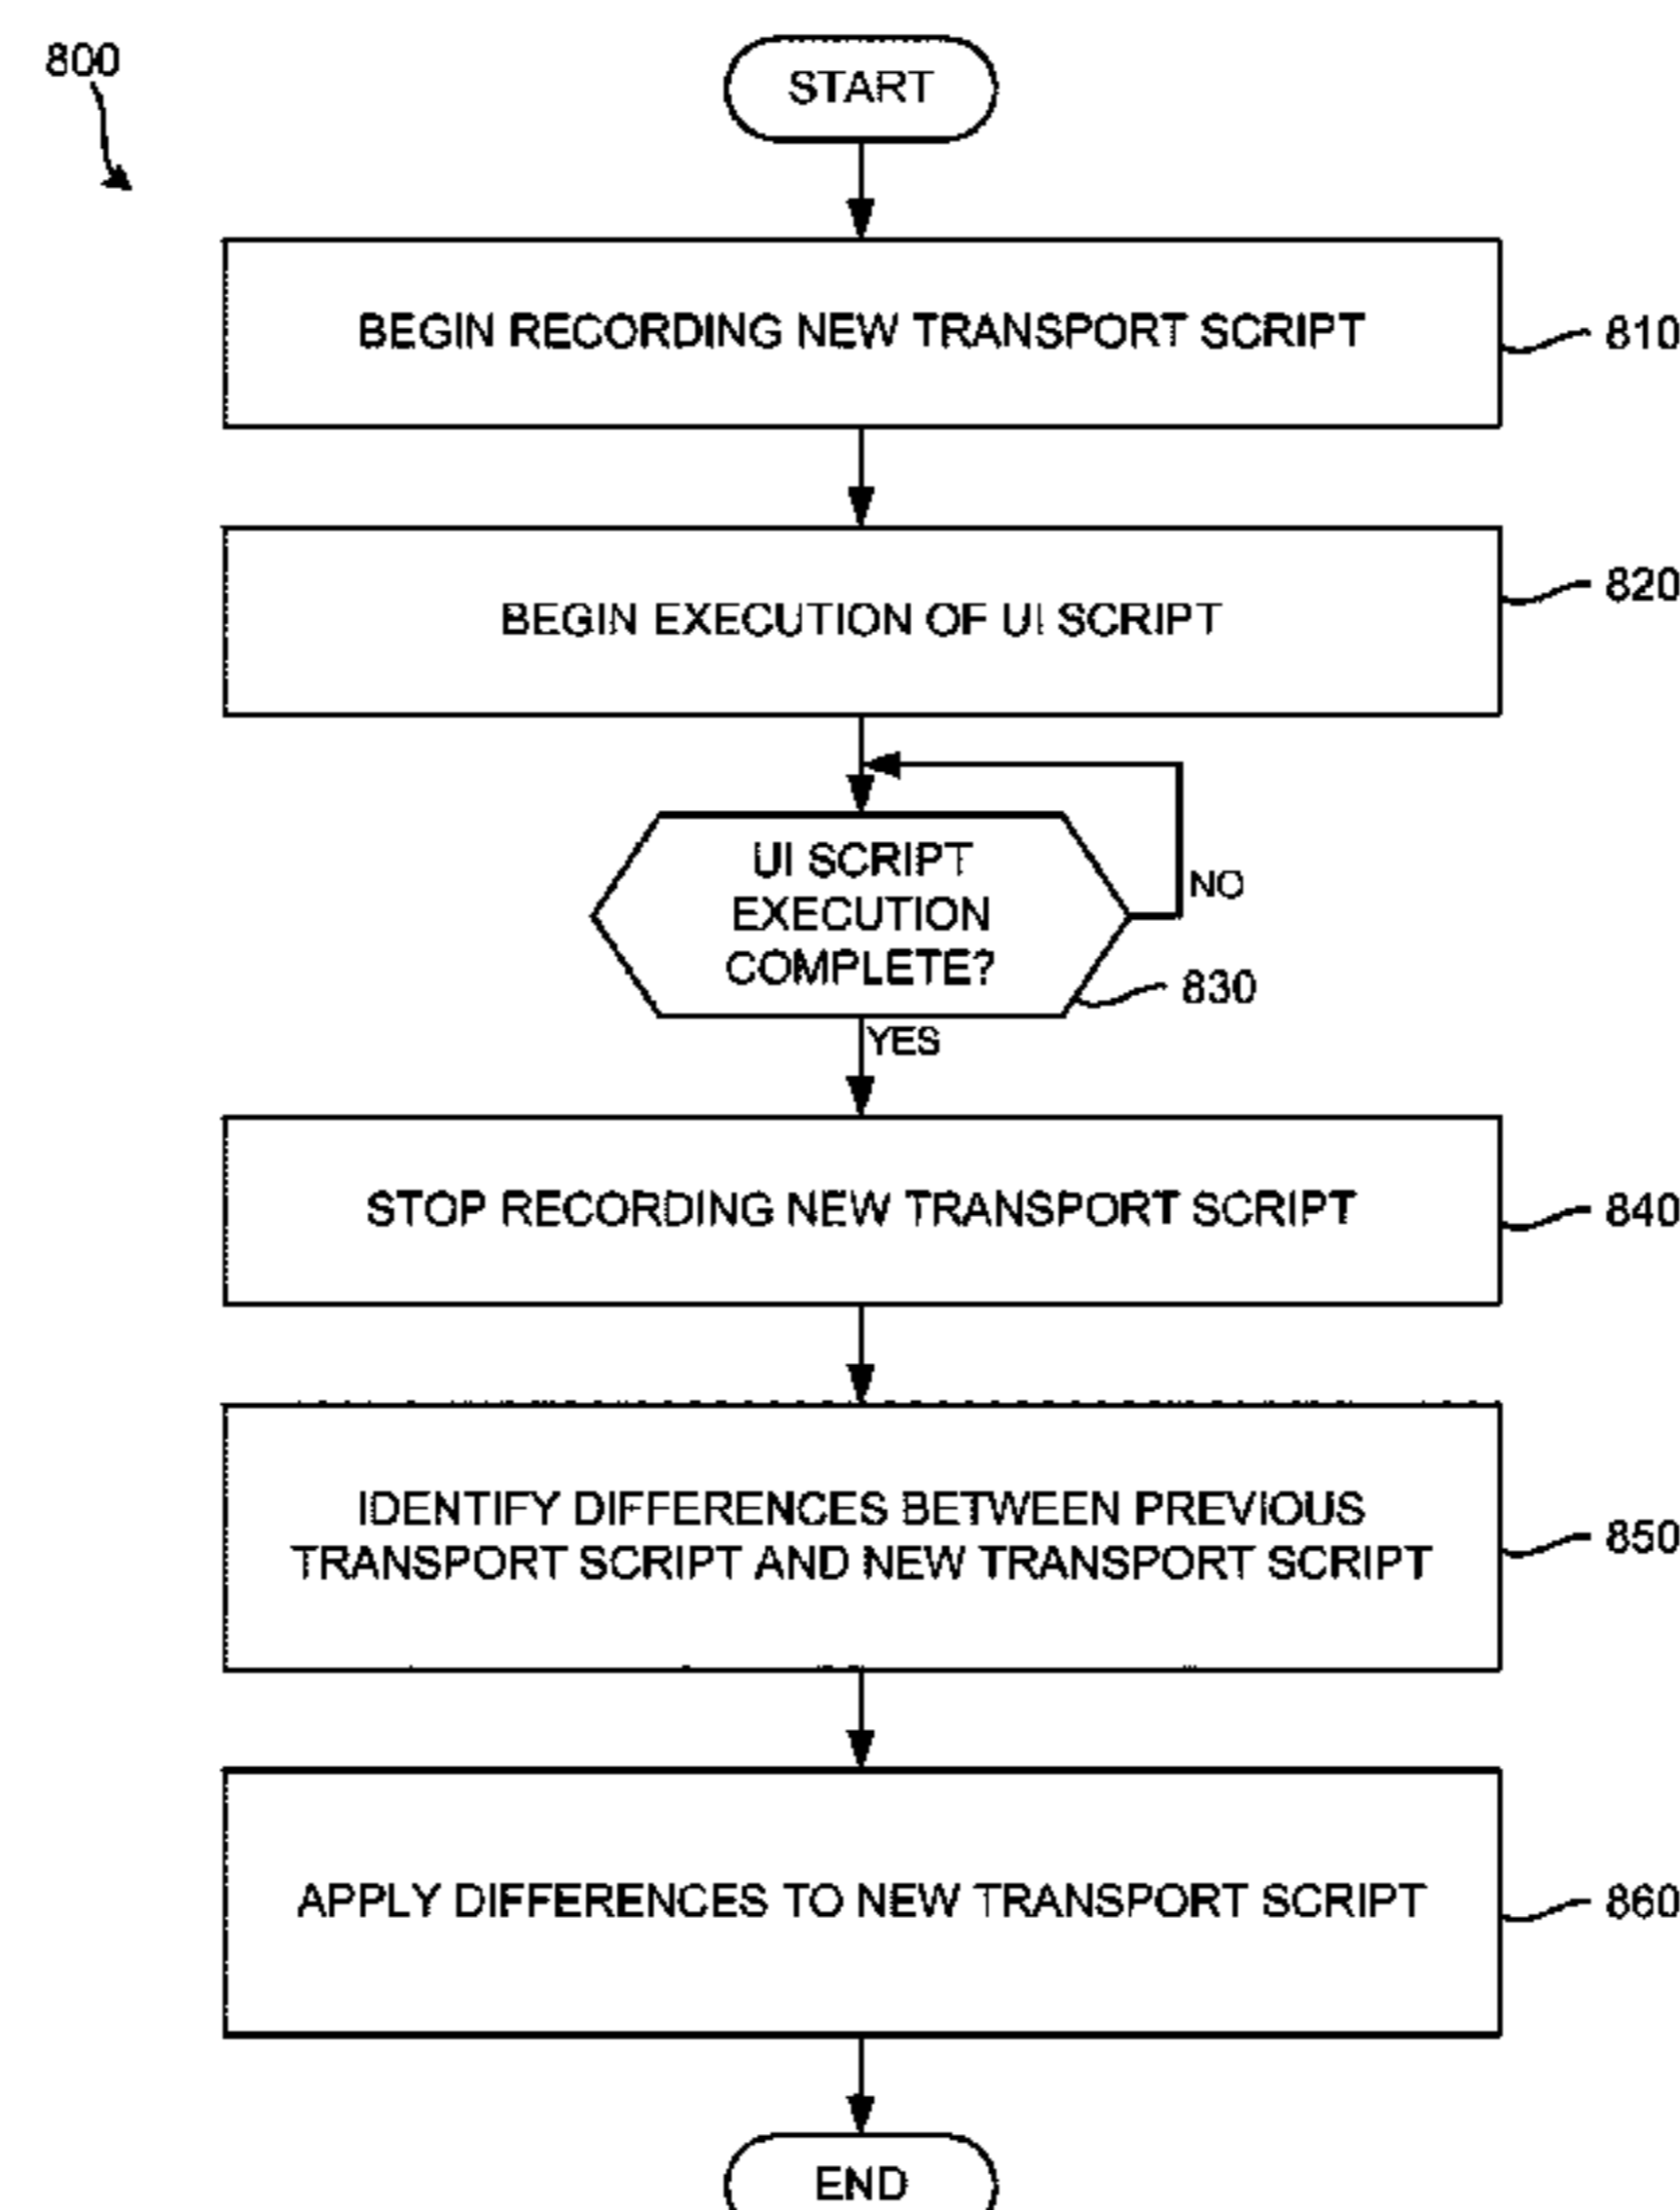 800
START
BEGIN RECORDING NEW TRANSPORT SCRIPT
810
BEGIN EXECUTION OF UI SCRIPT
820
UI SCRIPT
EXECUTION
COMPLETE?
NO
830
YES
STOP RECORDING NEW TRANSPORT SCRIPT
840
IDENTIFY DIFFERENCES BETWEEN PREVIOUS
TRANSPORT SCRIPT AND NEW TRANSPORT SCRIPT
850
APPLY DIFFERENCES TO NEW TRANSPORT SCRIPT
860
END